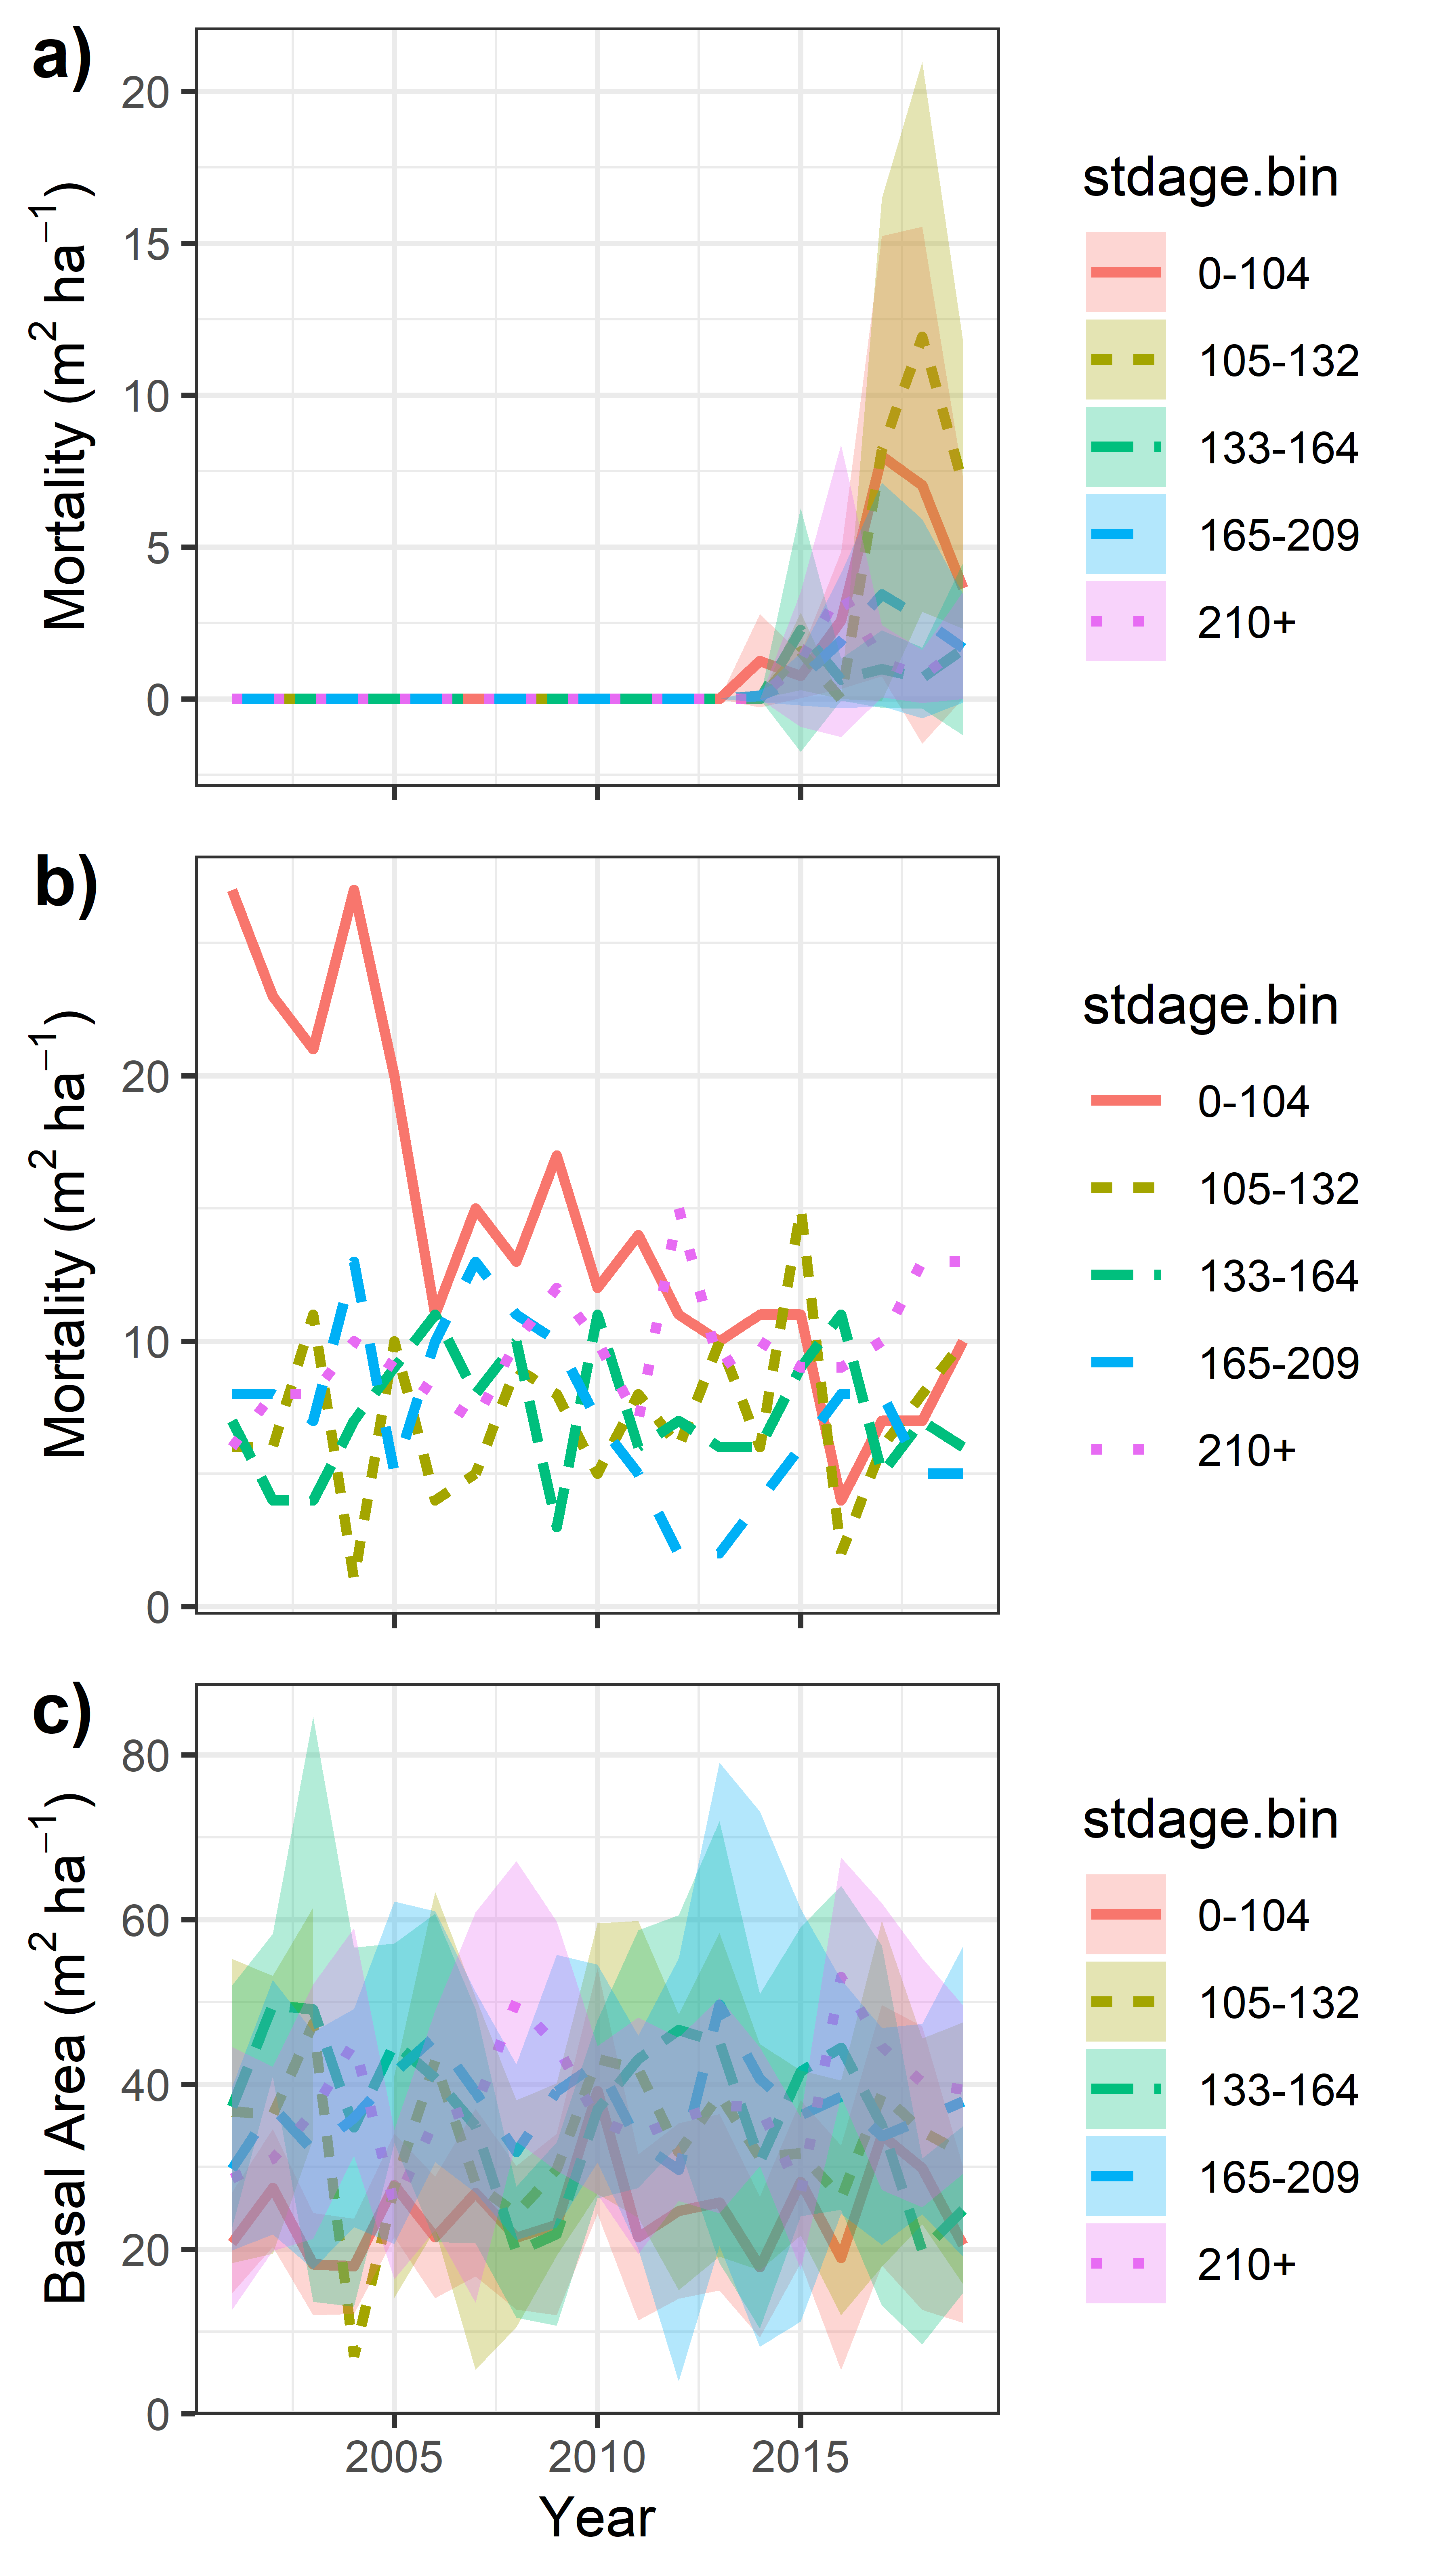 a)
Mortality (m² ha⁻¹)
20
15
10
5
0
stdage.bin
0-104
105-132
133-164
165-209
210+
b)
Mortality (m² ha⁻¹)
20
10
0
stdage.bin
0-104
105-132
133-164
165-209
210+
c)
Basal Area (m² ha⁻¹)
80
60
40
20
0
2005 2010 2015
Year
stdage.bin
0-104
105-132
133-164
165-209
210+